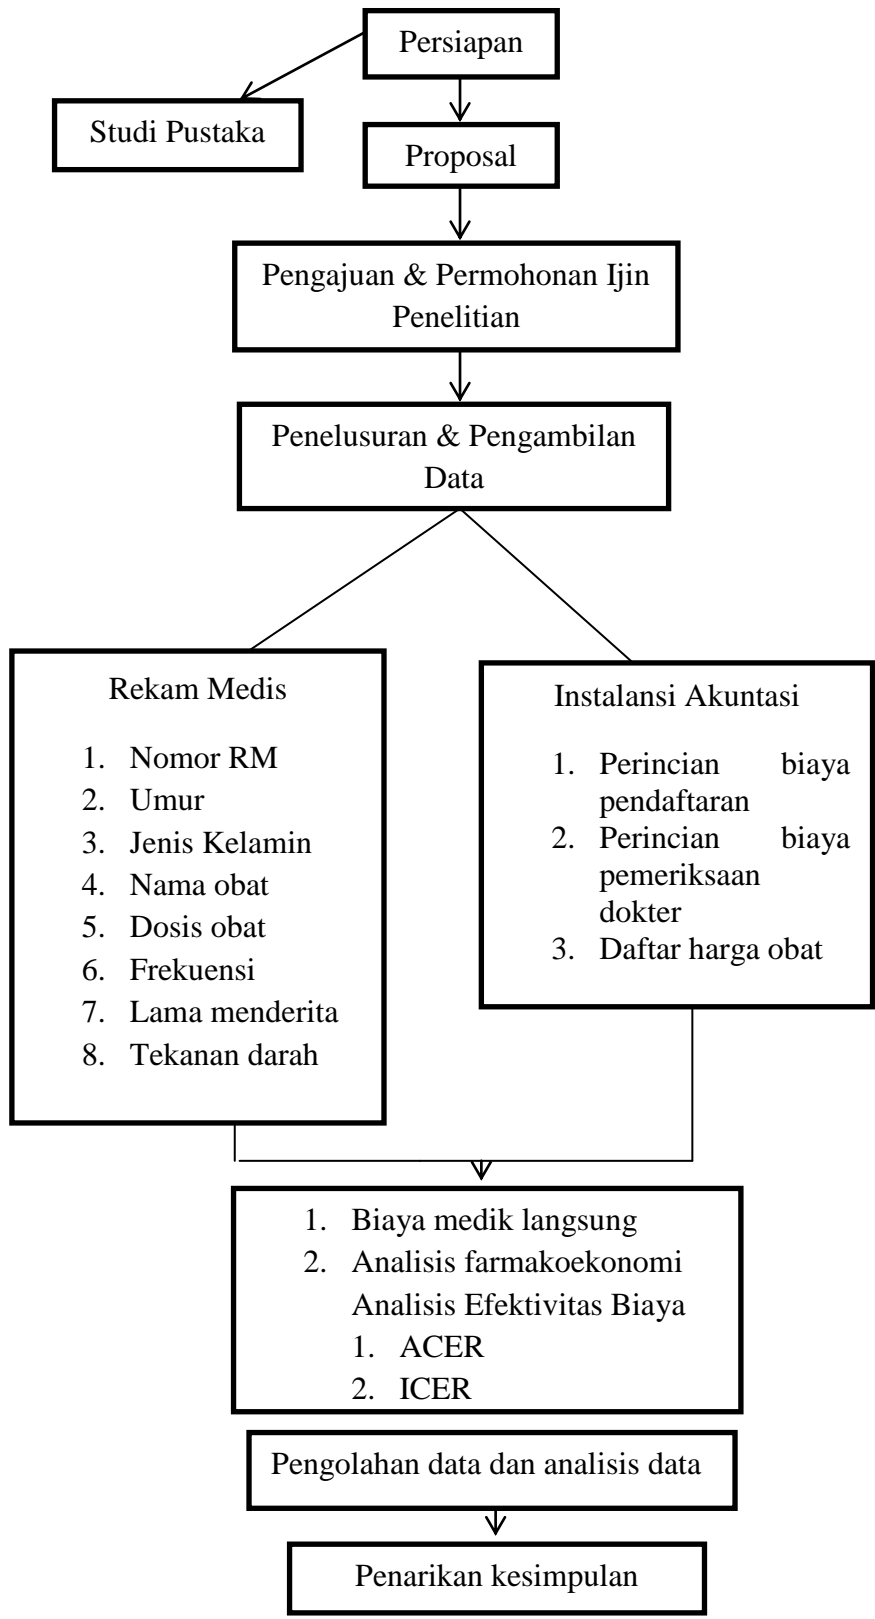 Persiapan
Studi Pustaka
Proposal
Pengajuan & Permohonan Ijin
Penelitian
Penelusuran & Pengambilan
Data
Rekam Medis
1. Nomor RM
2. Umur
3. Jenis Kelamin
4. Nama obat
5. Dosis obat
6. Frekuensi
7. Lama menderita
8. Tekanan darah
Instalansi Akuntasi
1. Perincian biaya
pendaftaran
2. Perincian biaya
pemeriksaan
dokter
3. Daftar harga obat
1. Biaya medik langsung
2. Analisis farmakoekonomi
Analisis Efektivitas Biaya
1. ACER
2. ICER
Pengolahan data dan analisis data
Penarikan kesimpulan